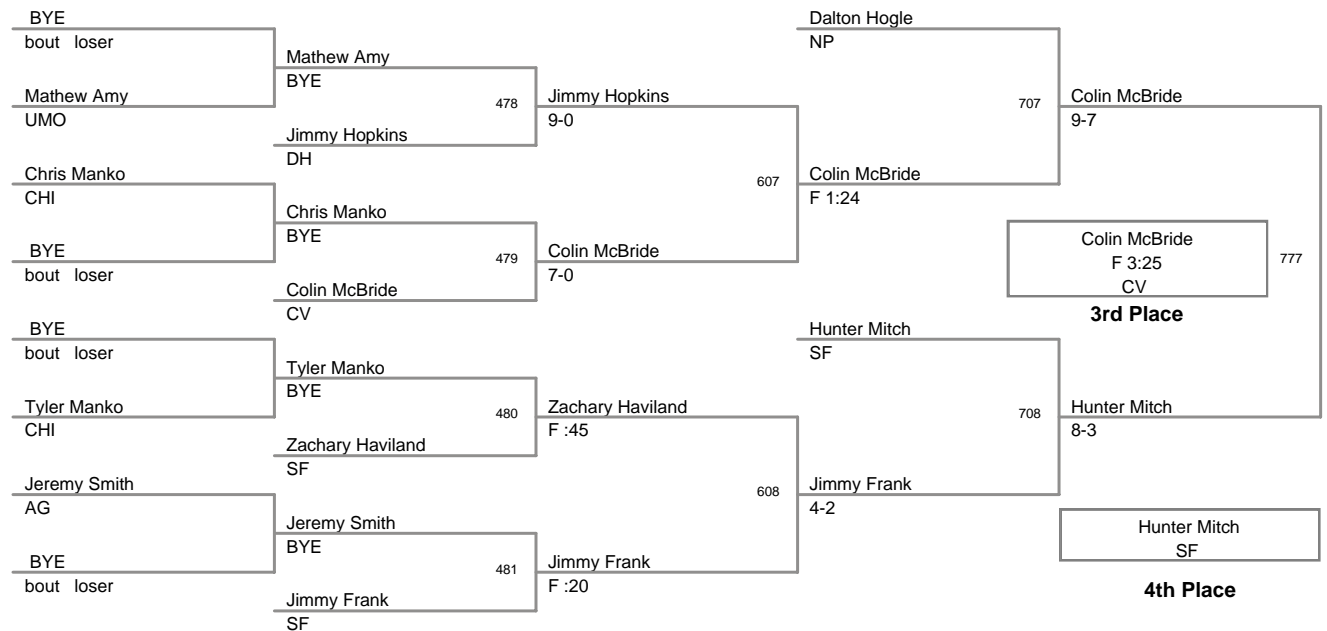 BYE
bout loser
Mathew Amy
UMO
Chris Manko
CHI
BYE
bout loser
BYE
bout loser
Tyler Manko
CHI
Jeremy Smith
AG
BYE
bout loser
Mathew Amy
BYE
478
Jimmy Hopkins
DH
Chris Manko
BYE
479
Colin McBride
CV
Tyler Manko
BYE
480
Zachary Haviland
SF
Jeremy Smith
BYE
481
Jimmy Frank
SF
Jimmy Hopkins
9-0
607
Colin McBride
7-0
Zachary Haviland
F :45
608
Jimmy Frank
F :20
Dalton Hogle
NP
707
Colin McBride
F 1:24
Hunter Mitch
SF
708
Jimmy Frank
4-2
Colin McBride
9-7
Colin McBride
F 3:25
CV
777
3rd Place
Hunter Mitch
8-3
Hunter Mitch
SF
4th Place